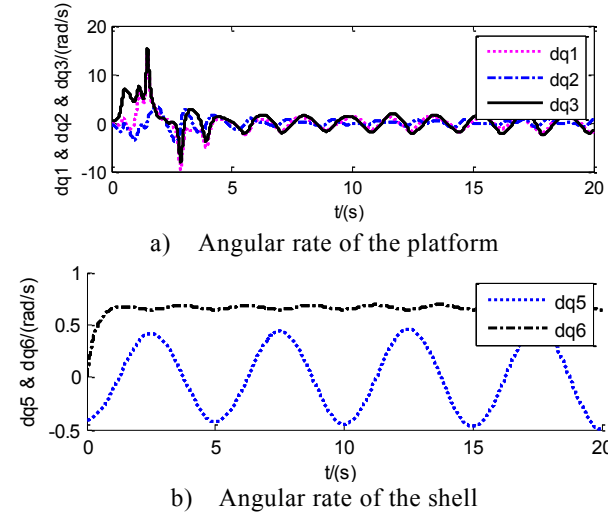 dq1 & dq2 & dq3/(rad/s)
20
10
0
-10
0
5
10
15
20
t/(s)
dq1
dq2
dq3
a) Angular rate of the platform
dq5 & dq6/(rad/s)
1
0.5
0
-0.5
0
5
10
15
20
t/(s)
dq5
dq6
b) Angular rate of the shell